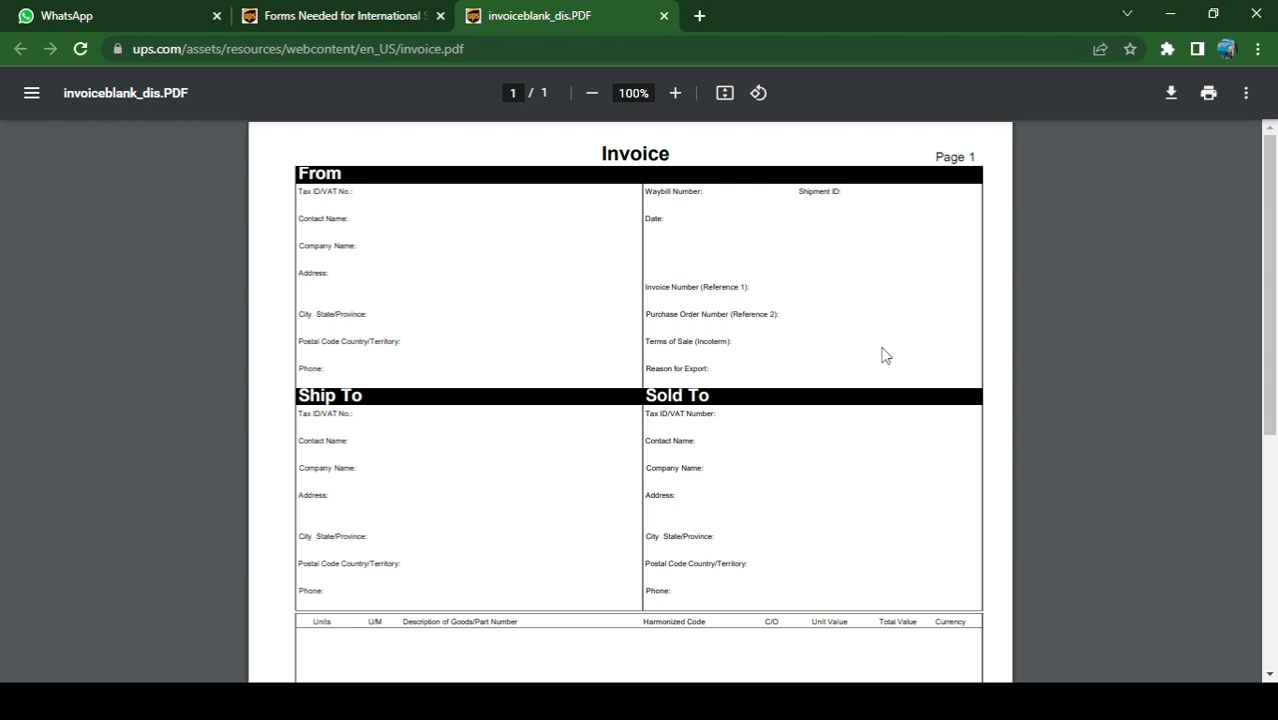 WhatsApp
Forms Needed for International S
invoiceblank_dis.PDF
ups.com/assets/resources/webcontent/en_US/invoice.pdf
invoiceblank_dis.PDF
1 / 1
100%
Invoice
Page 1
From
Tax ID/VAT No.:
Waybill Number: Shipment ID:
Contact Name:
Date:
Company Name:
Address:
Invoice Number (Reference 1):
City State/Province:
Purchase Order Number (Reference 2):
Postal Code Country/Territory:
Terms of Sale (Incoterm):
Phone:
Reason for Export:
Ship To
Sold To
Tax ID/VAT No.:
Tax ID/VAT Number:
Contact Name:
Contact Name:
Company Name:
Company Name:
Address:
Address:
City State/Province:
City State/Province:
Postal Code Country/Territory:
Postal Code Country/Territory:
Phone:
Phone:
Units U/M Description of Goods/Part Number Harmonized Code C/O Unit Value Total Value Currency